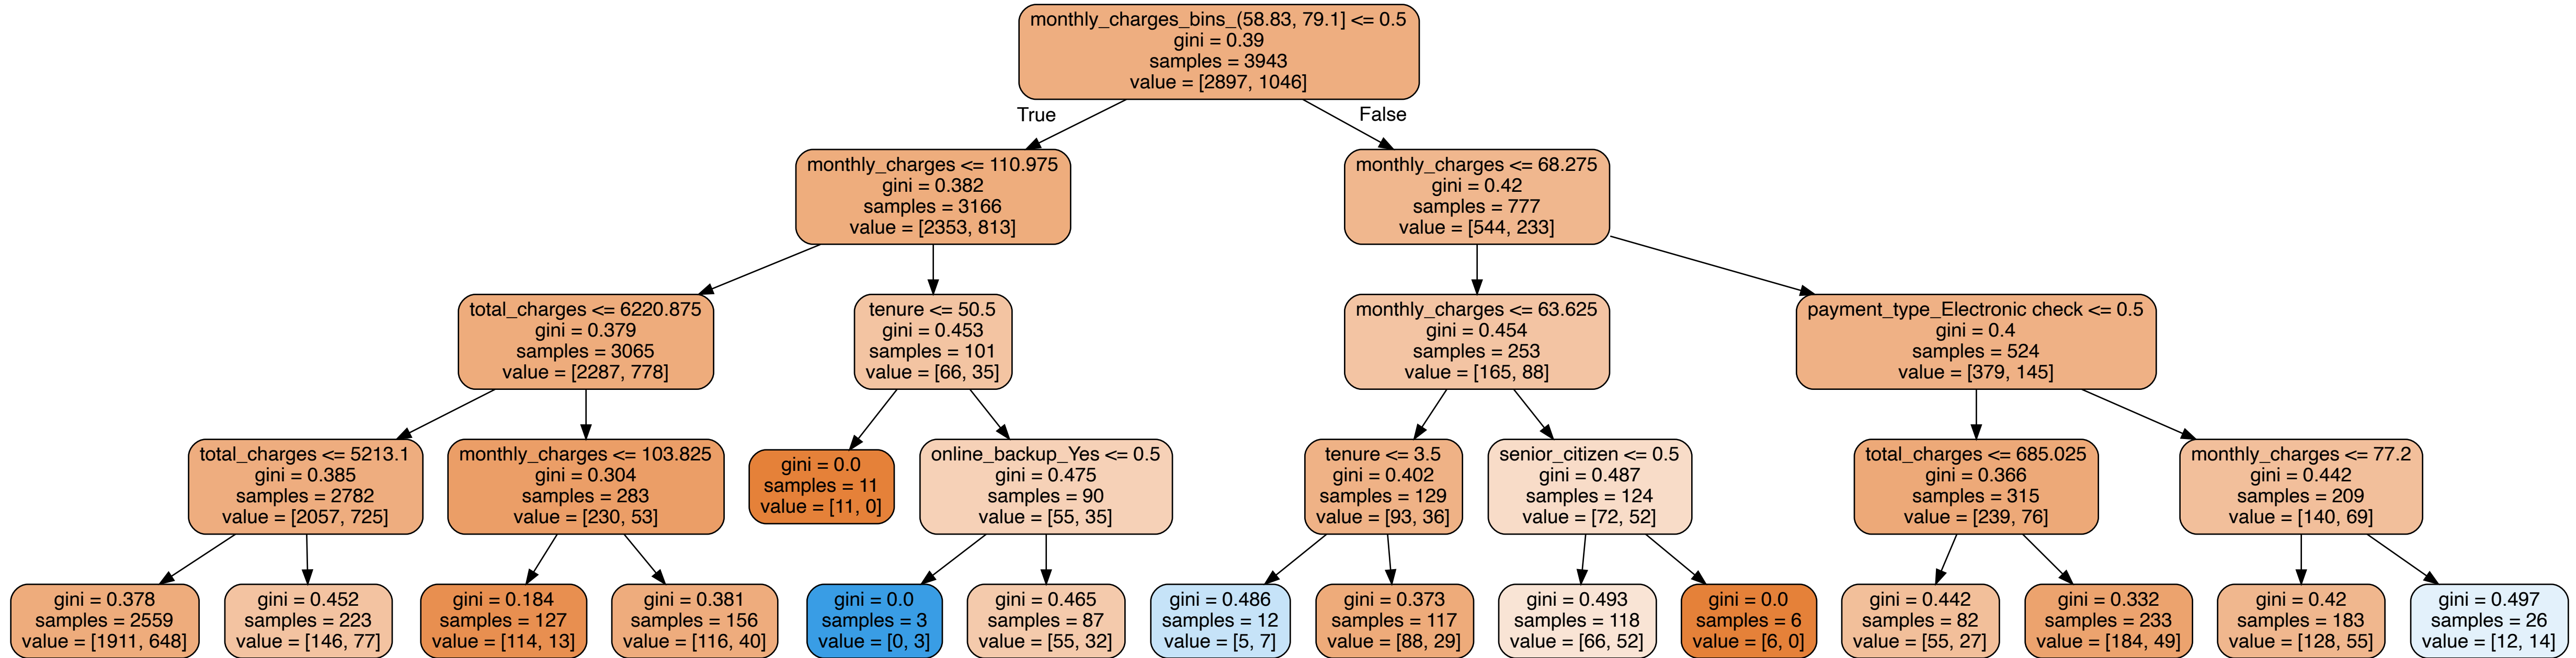 monthly_charges_bins_(58.83, 79.1] <= 0.5
gini = 0.39
samples = 3943
value = [2897, 1046]
True
False
monthly_charges <= 110.975
gini = 0.382
samples = 3166
value = [2353, 813]
monthly_charges <= 68.275
gini = 0.42
samples = 777
value = [544, 233]
total_charges <= 6220.875
gini = 0.379
samples = 3065
value = [2287, 778]
tenure <= 50.5
gini = 0.453
samples = 101
value = [66, 35]
monthly_charges <= 63.625
gini = 0.454
samples = 253
value = [165, 88]
payment_type_Electronic check <= 0.5
gini = 0.4
samples = 524
value = [379, 145]
total_charges <= 5213.1
gini = 0.385
samples = 2782
value = [2057, 725]
monthly_charges <= 103.825
gini = 0.304
samples = 283
value = [230, 53]
gini = 0.0
samples = 11
value = [11, 0]
online_backup_Yes <= 0.5
gini = 0.475
samples = 90
value = [55, 35]
tenure <= 3.5
gini = 0.402
samples = 129
value = [93, 36]
senior_citizen <= 0.5
gini = 0.487
samples = 124
value = [72, 52]
total_charges <= 685.025
gini = 0.366
samples = 315
value = [239, 76]
monthly_charges <= 77.2
gini = 0.442
samples = 209
value = [140, 69]
gini = 0.378
samples = 2559
value = [1911, 648]
gini = 0.452
samples = 223
value = [146, 77]
gini = 0.184
samples = 127
value = [114, 13]
gini = 0.381
samples = 156
value = [116, 40]
gini = 0.0
samples = 3
value = [0, 3]
gini = 0.465
samples = 87
value = [55, 32]
gini = 0.486
samples = 12
value = [5, 7]
gini = 0.373
samples = 117
value = [88, 29]
gini = 0.493
samples = 118
value = [66, 52]
gini = 0.0
samples = 6
value = [6, 0]
gini = 0.442
samples = 82
value = [55, 27]
gini = 0.332
samples = 233
value = [184, 49]
gini = 0.42
samples = 183
value = [128, 55]
gini = 0.497
samples = 26
value = [12, 14]